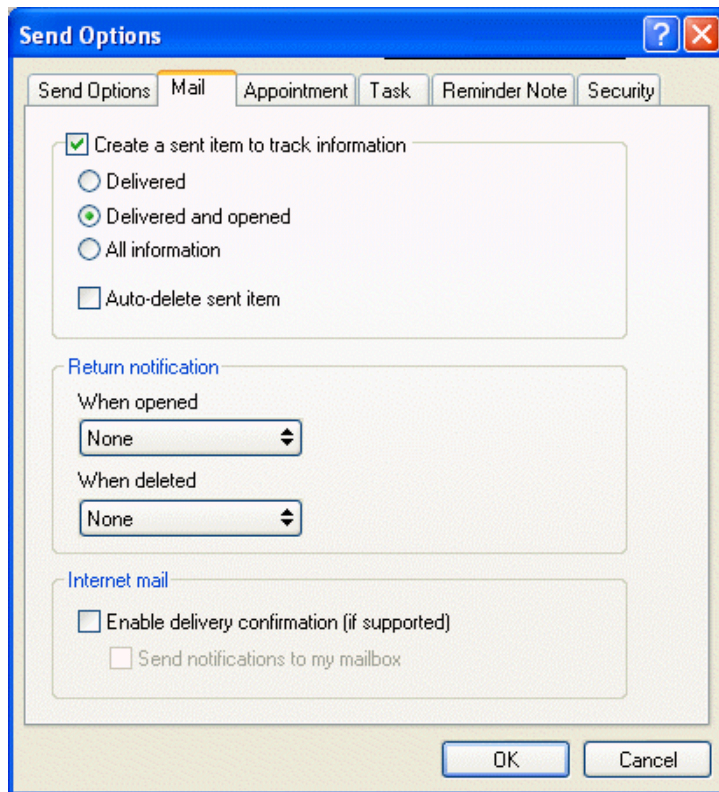 Send Options
Send Options Mail Appointment Task Reminder Note Security
Create a sent item to track information
Delivered
Delivered and opened
All information
Auto-delete sent item
Return notification
When opened
None
When deleted
None
Internet mail
Enable delivery confirmation (if supported)
Send notifications to my mailbox
OK Cancel